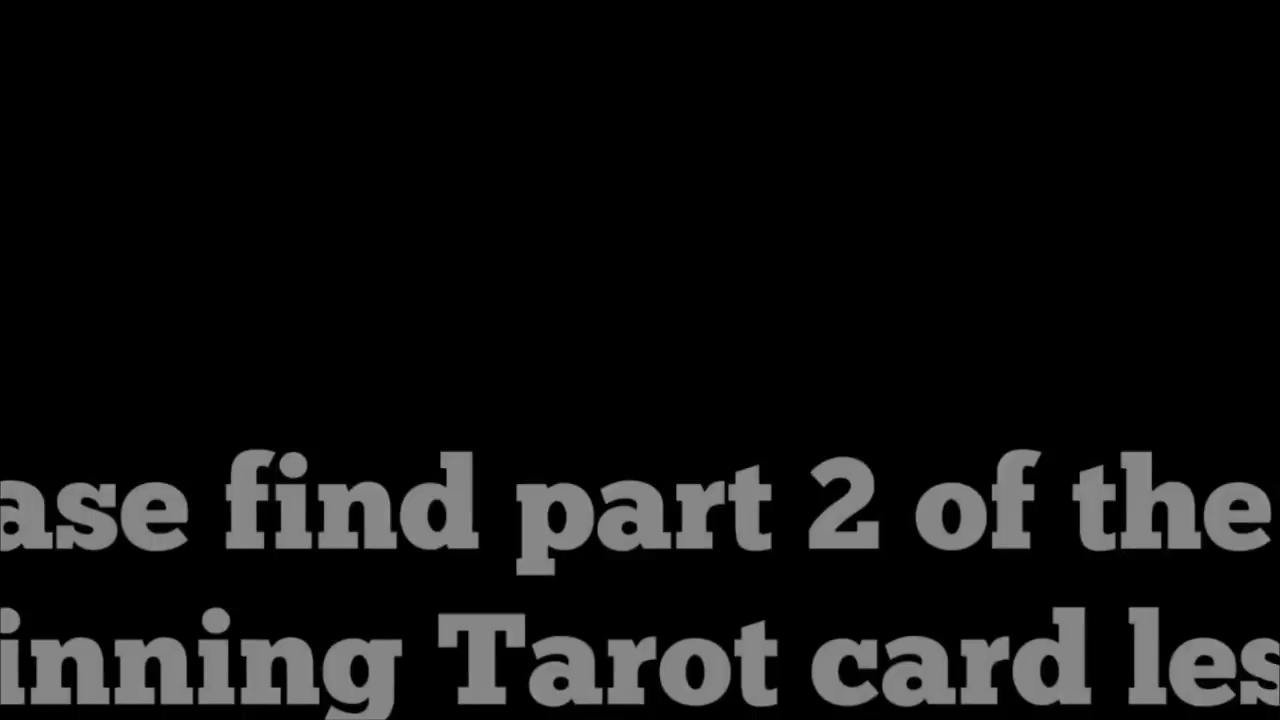 ase find part 2 of the
inning Tarot card les